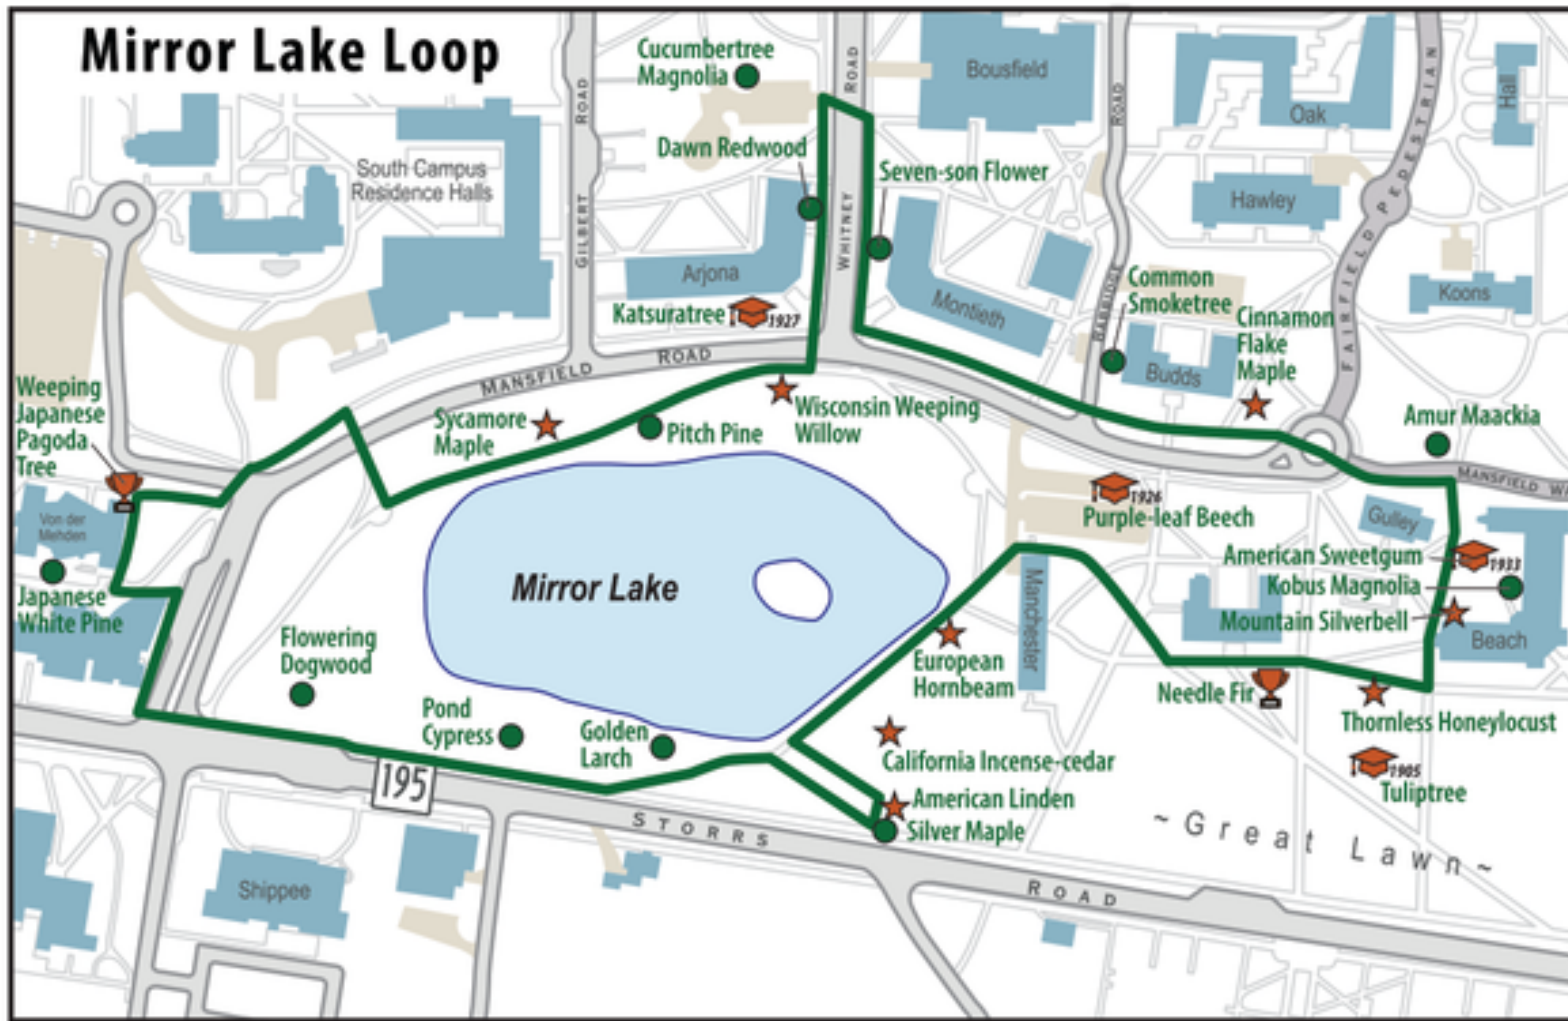 Mirror Lake Loop
Cucumbertree
Magnolia
ROAD
ROAD
Bousfield
ROAD
Oak
Hall
FAIRFIELD PEDESTRIAN
South Campus
Residence Halls
GILBERT
Dawn Redwood
WHITNEY
Seven-son Flower
Hawley
Arjona
Montieth
BABBIDGE
Common
Smoketree
Koons
Katsuratree
1927
Cinnamon
Flake
Maple
Budds
MANSFIELD
ROAD
Weeping
Japanese
Pagoda
Tree
Sycamore
Maple
Pitch Pine
Wisconsin Weeping
Willow
Amur Maackia
MANSFIELD
1926
Purple-leaf Beech
Gulley
Von der
Mehden
American Sweetgum
1933
Kobus Magnolia
Mountain Silverbell
Beach
Japanese
White Pine
Mirror Lake
Manchester
Flowering
Dogwood
European
Hornbeam
Needle Fir
Thornless Honeylocust
Pond
Cypress
Golden
Larch
California Incense-cedar
1905
Tuliptree
195
American Linden
Silver Maple
STORRS
ROAD
~Great Lawn~
Shippee